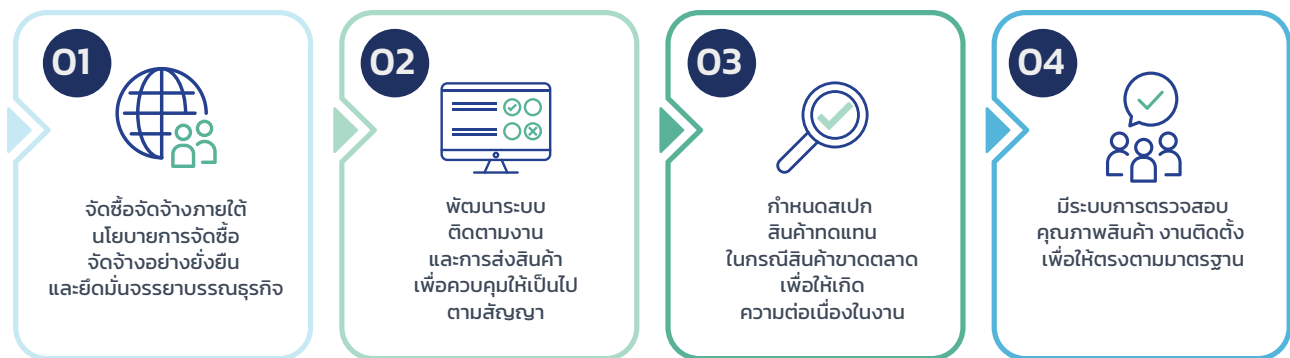 01
จัดซื้อจัดจ้างภายใต้
นโยบายการจัดซื้อ
จัดจ้างอย่างยั่งยืน
และยึดมั่นจรรยาบรรณธุรกิจ
02
พัฒนาระบบ
ติดตามงาน
และการส่งสินค้า
เพื่อควบคุมให้เป็นไป
ตามสัญญา
03
กำหนดสเปก
สินค้าทดแทน
ในกรณีสินค้าขาดตลาด
เพื่อให้เกิด
ความต่อเนื่องในงาน
04
มีระบบการตรวจสอบ
คุณภาพสินค้า งานติดตั้ง
เพื่อให้ตรงตามมาตรฐาน